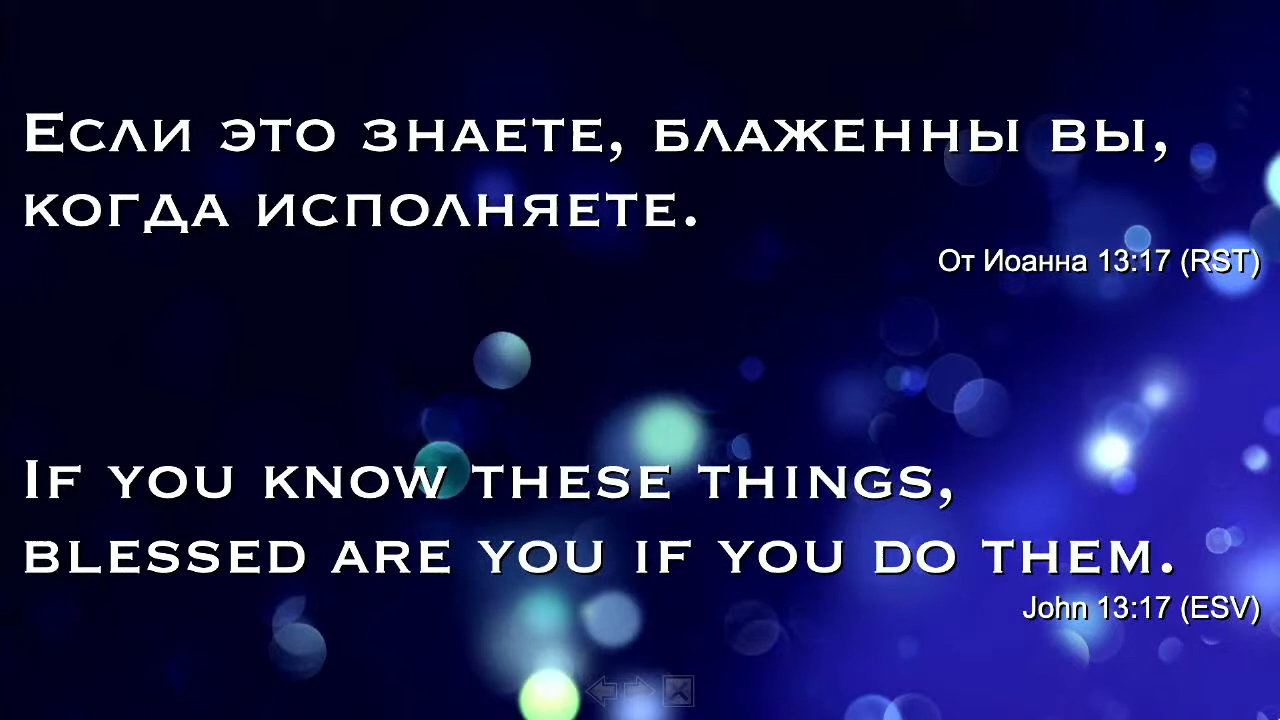 Если это знаете, блаженны вы,
когда исполняете.
От Иоанна 13:17 (RST)
If you know these things,
blessed are you if you do them.
John 13:17 (ESV)